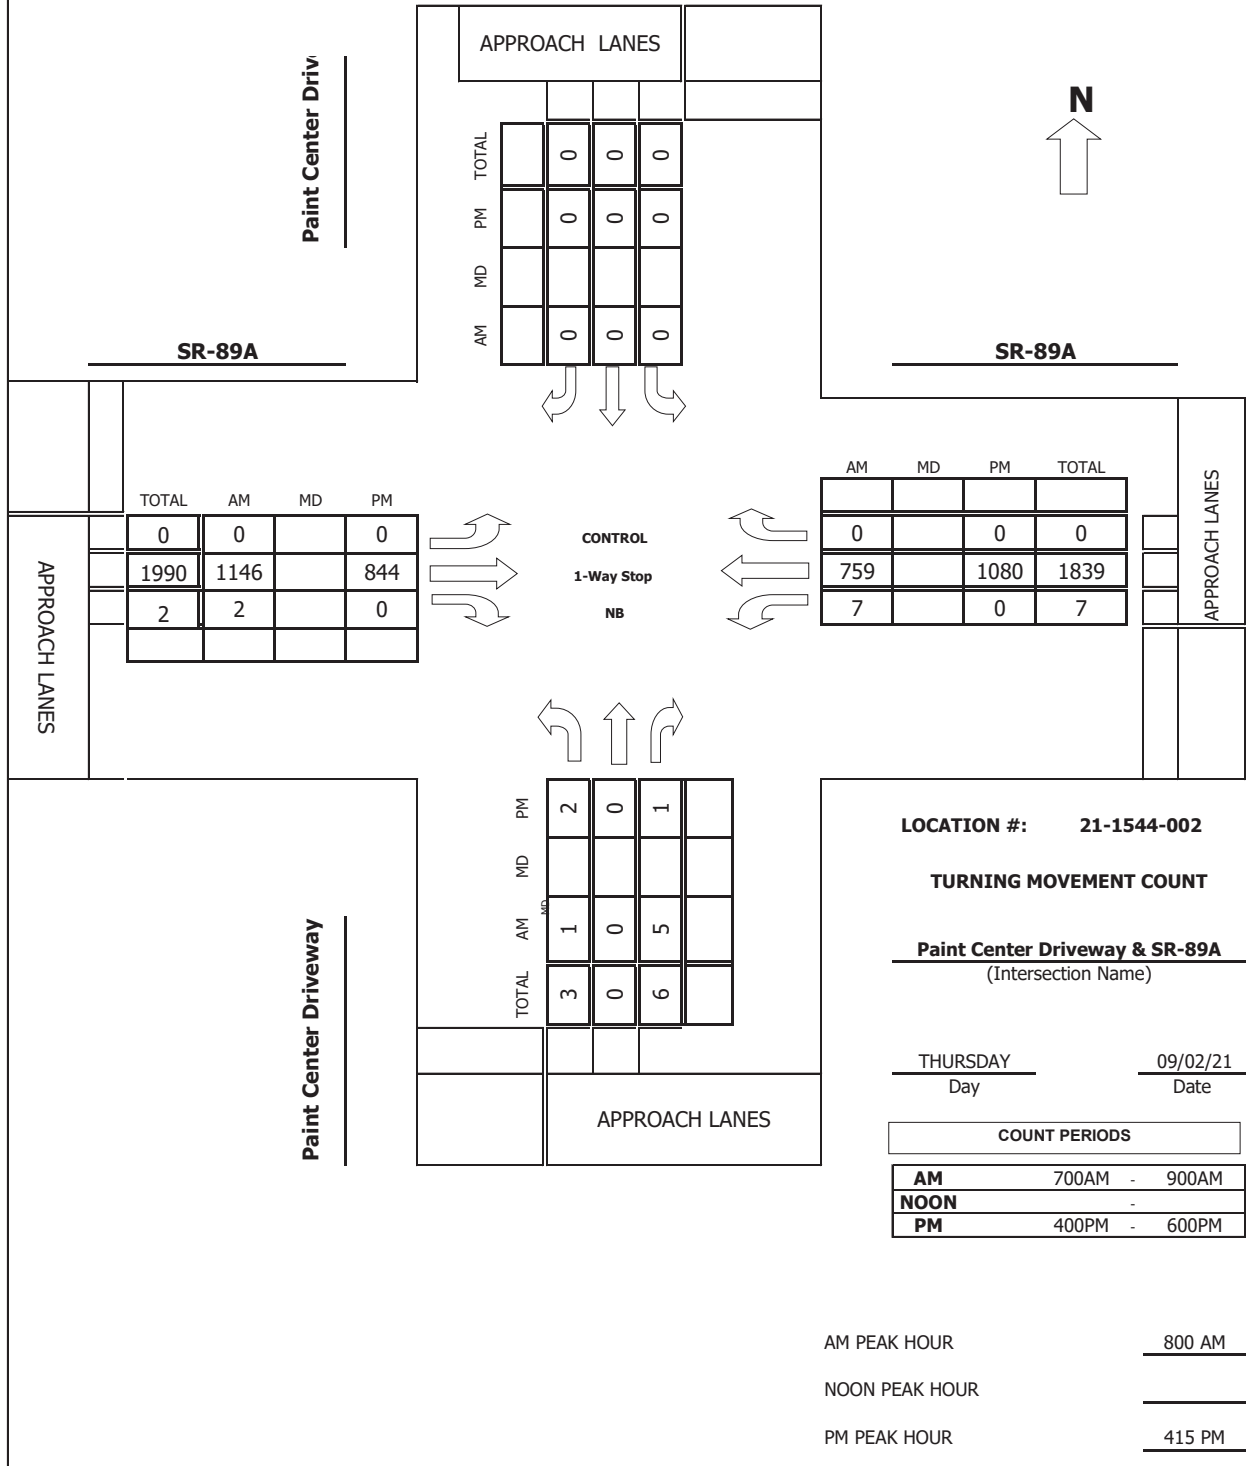 APPROACH LANES
Paint Center Driv
N
TOTAL 0 0 0
PM 0 0 0
MD
AM 0 0 0
SR-89A
SR-89A
TOTAL AM MD PM
0 0 0
1990 1146 844
2 2 0
APPROACH LANES
CONTROL
1-Way Stop
NB
AM MD PM TOTAL
0 0 0
759 1080 1839
7 0 7
APPROACH LANES
PM 2 0 1
MD
MD
AM 1 0 5
TOTAL 3 0 6
Paint Center Driveway
APPROACH LANES
LOCATION #: 21-1544-002
TURNING MOVEMENT COUNT
Paint Center Driveway & SR-89A
(Intersection Name)
THURSDAY 09/02/21
Day Date
COUNT PERIODS
AM 700AM - 900AM
NOON -
PM 400PM - 600PM
AM PEAK HOUR 800 AM
NOON PEAK HOUR
PM PEAK HOUR 415 PM